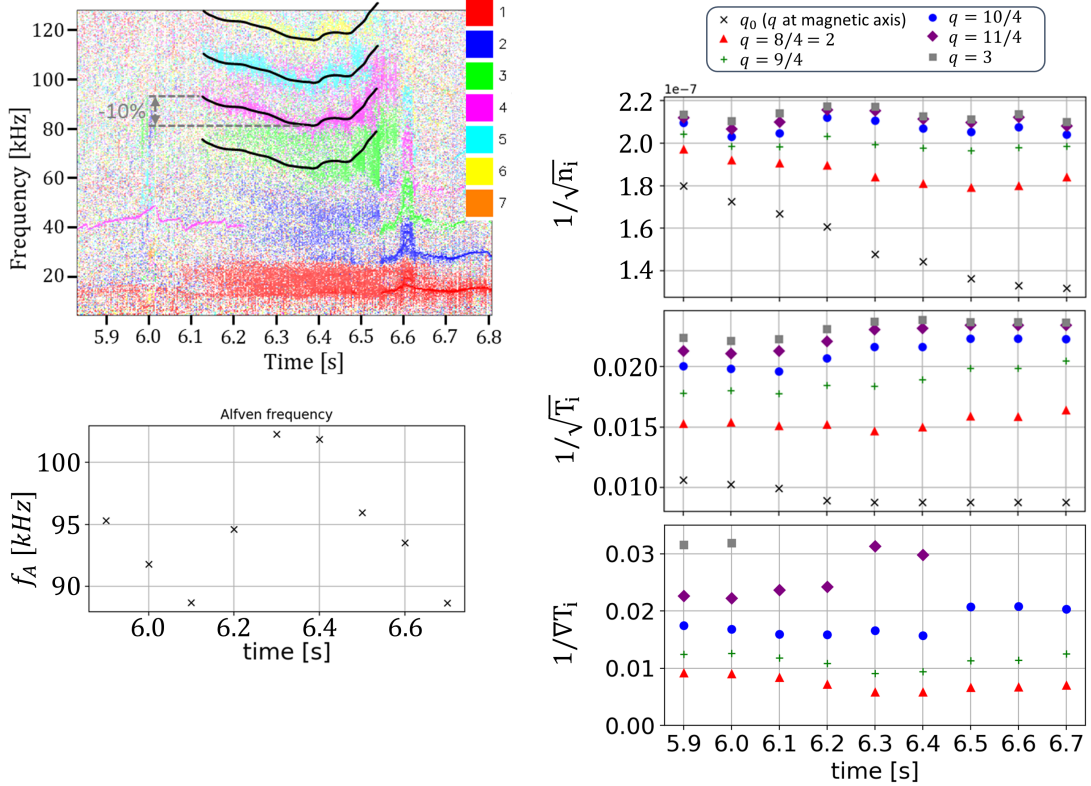 120
100
80
60
40
20
Frequency [kHz]
-10%
1
2
3
4
5
6
7
5.9 6.0 6.1 6.2 6.3 6.4 6.5 6.6 6.7 6.8
Time [s]
Alfven frequency
100
95
90
f_A [kHz]
6.0 6.2 6.4 6.6
time [s]
q₀ (q at magnetic axis)
q = 8/4 = 2
q = 9/4
q = 10/4
q = 11/4
q = 3
1e−7
2.2
2.0
1.8
1.6
1.4
1/√n_i
0.020
0.015
0.010
1/√T_i
0.03
0.02
0.01
0.00
1/∇T_i
5.9 6.0 6.1 6.2 6.3 6.4 6.5 6.6 6.7
time [s]